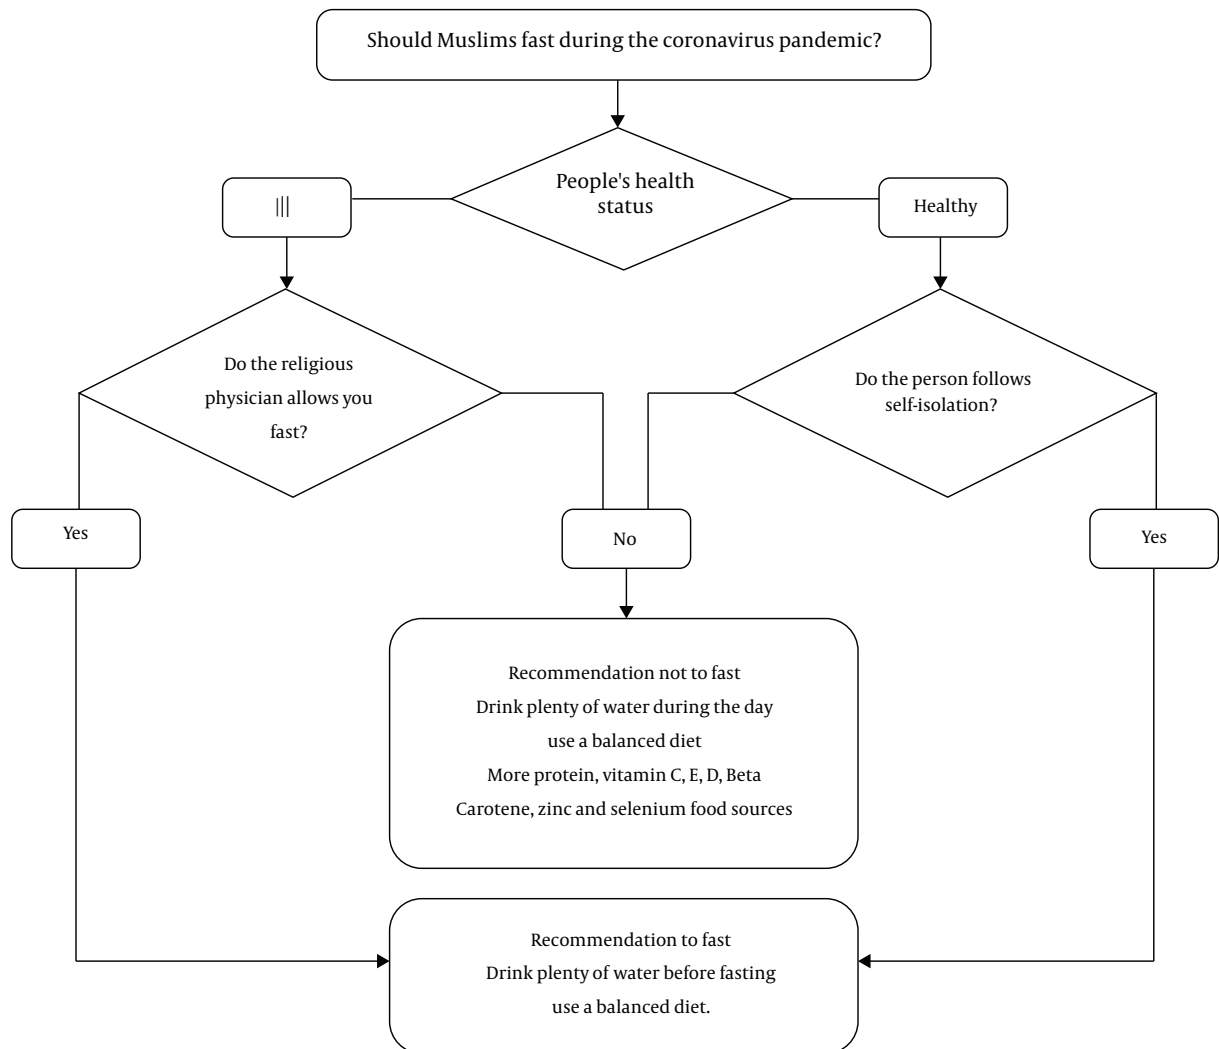 Should Muslims fast during the coronavirus pandemic?
People's health
status
Ill
Healthy
Do the religious
physician allows you
fast?
Do the person follows
self-isolation?
Yes
No
Yes
Recommendation not to fast
Drink plenty of water during the day
use a balanced diet
More protein, vitamin C, E, D, Beta
Carotene, zinc and selenium food sources
Recommendation to fast
Drink plenty of water before fasting
use a balanced diet.